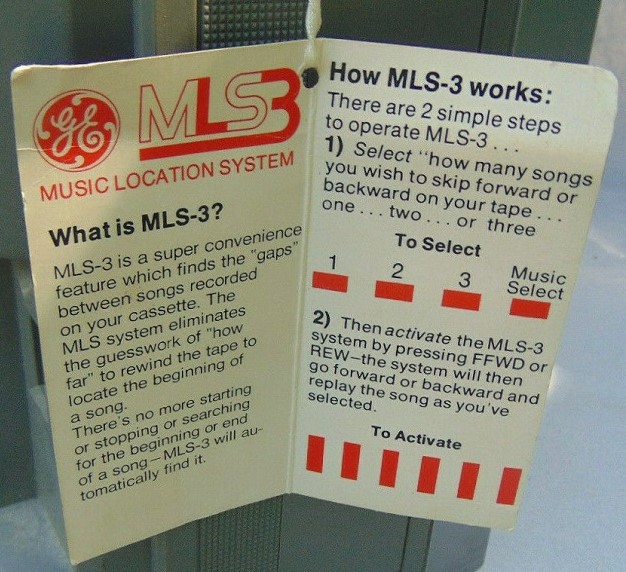 GE
MLS3
MUSIC LOCATION SYSTEM
What is MLS-3?
MLS-3 is a super convenience
feature which finds the "gaps"
between songs recorded
on your cassette. The
MLS system eliminates
the guesswork of "how
far" to rewind the tape to
locate the beginning of
a song.
There's no more starting
or stopping or searching
for the beginning or end
of a song—MLS-3 will au-
tomatically find it.
How MLS-3 works:
There are 2 simple steps
to operate MLS-3 . . .
1) Select "how many songs
you wish to skip forward or
backward on your tape . . .
one . . . two . . . or three
To Select
1 2 3 Music
Select
2) Then activate the MLS-3
system by pressing FFWD or
REW—the system will then
go forward or backward and
replay the song as you've
selected.
To Activate